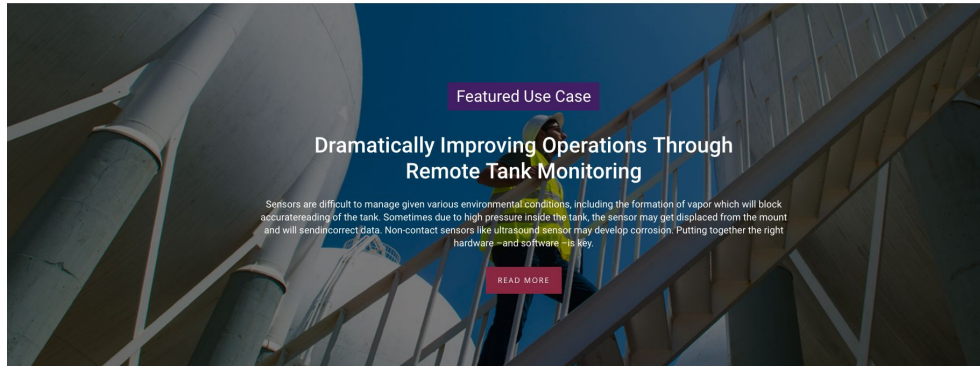 Featured Use Case
Dramatically Improving Operations Through
Remote Tank Monitoring
Sensors are difficult to manage given various environmental conditions, including the formation of vapor which will block
accuratereading of the tank. Sometimes due to high pressure inside the tank, the sensor may get displaced from the mount
and will sendincorrect data. Non-contact sensors like ultrasound sensor may develop corrosion. Putting together the right
hardware –and software –is key.
READ MORE